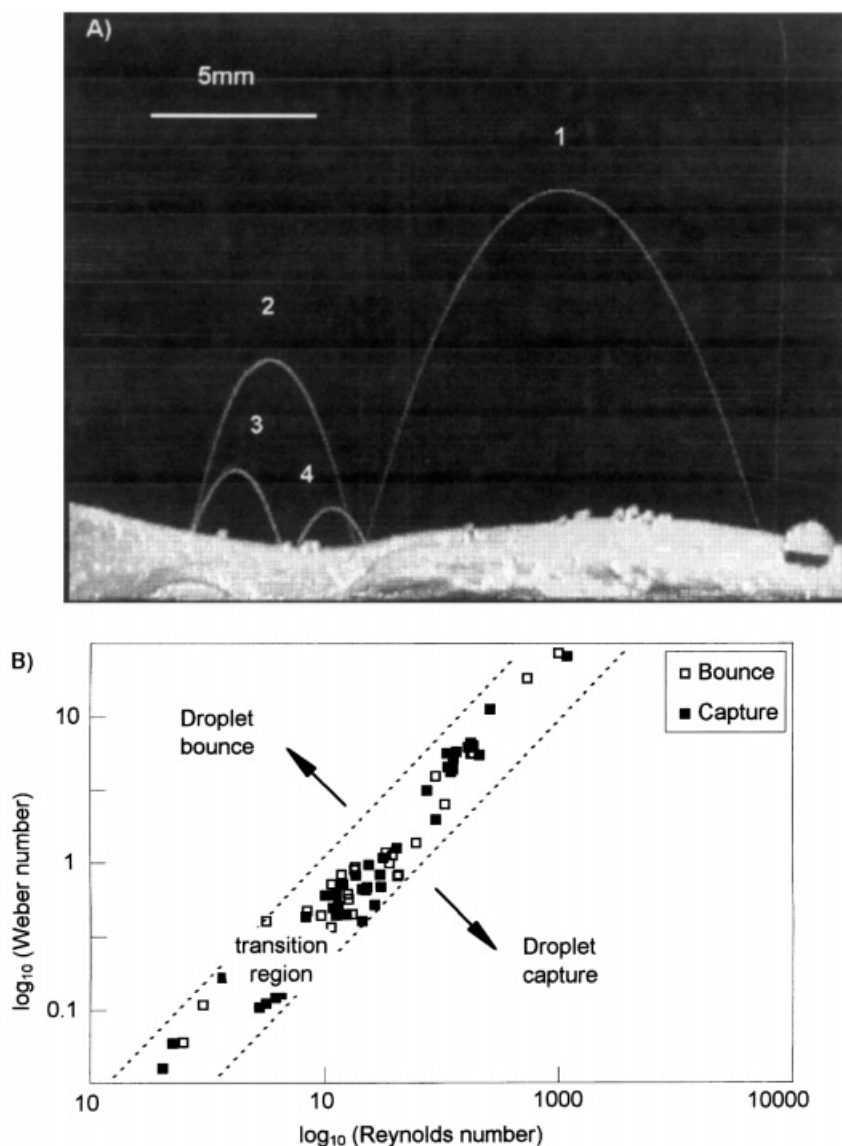 A)
5mm
1
2
3
4
B)
Bounce
Capture
Droplet
bounce
10
1
0.1
transition
region
Droplet
capture
log10 (Weber number)
10
10
1000
10000
log10 (Reynolds number)